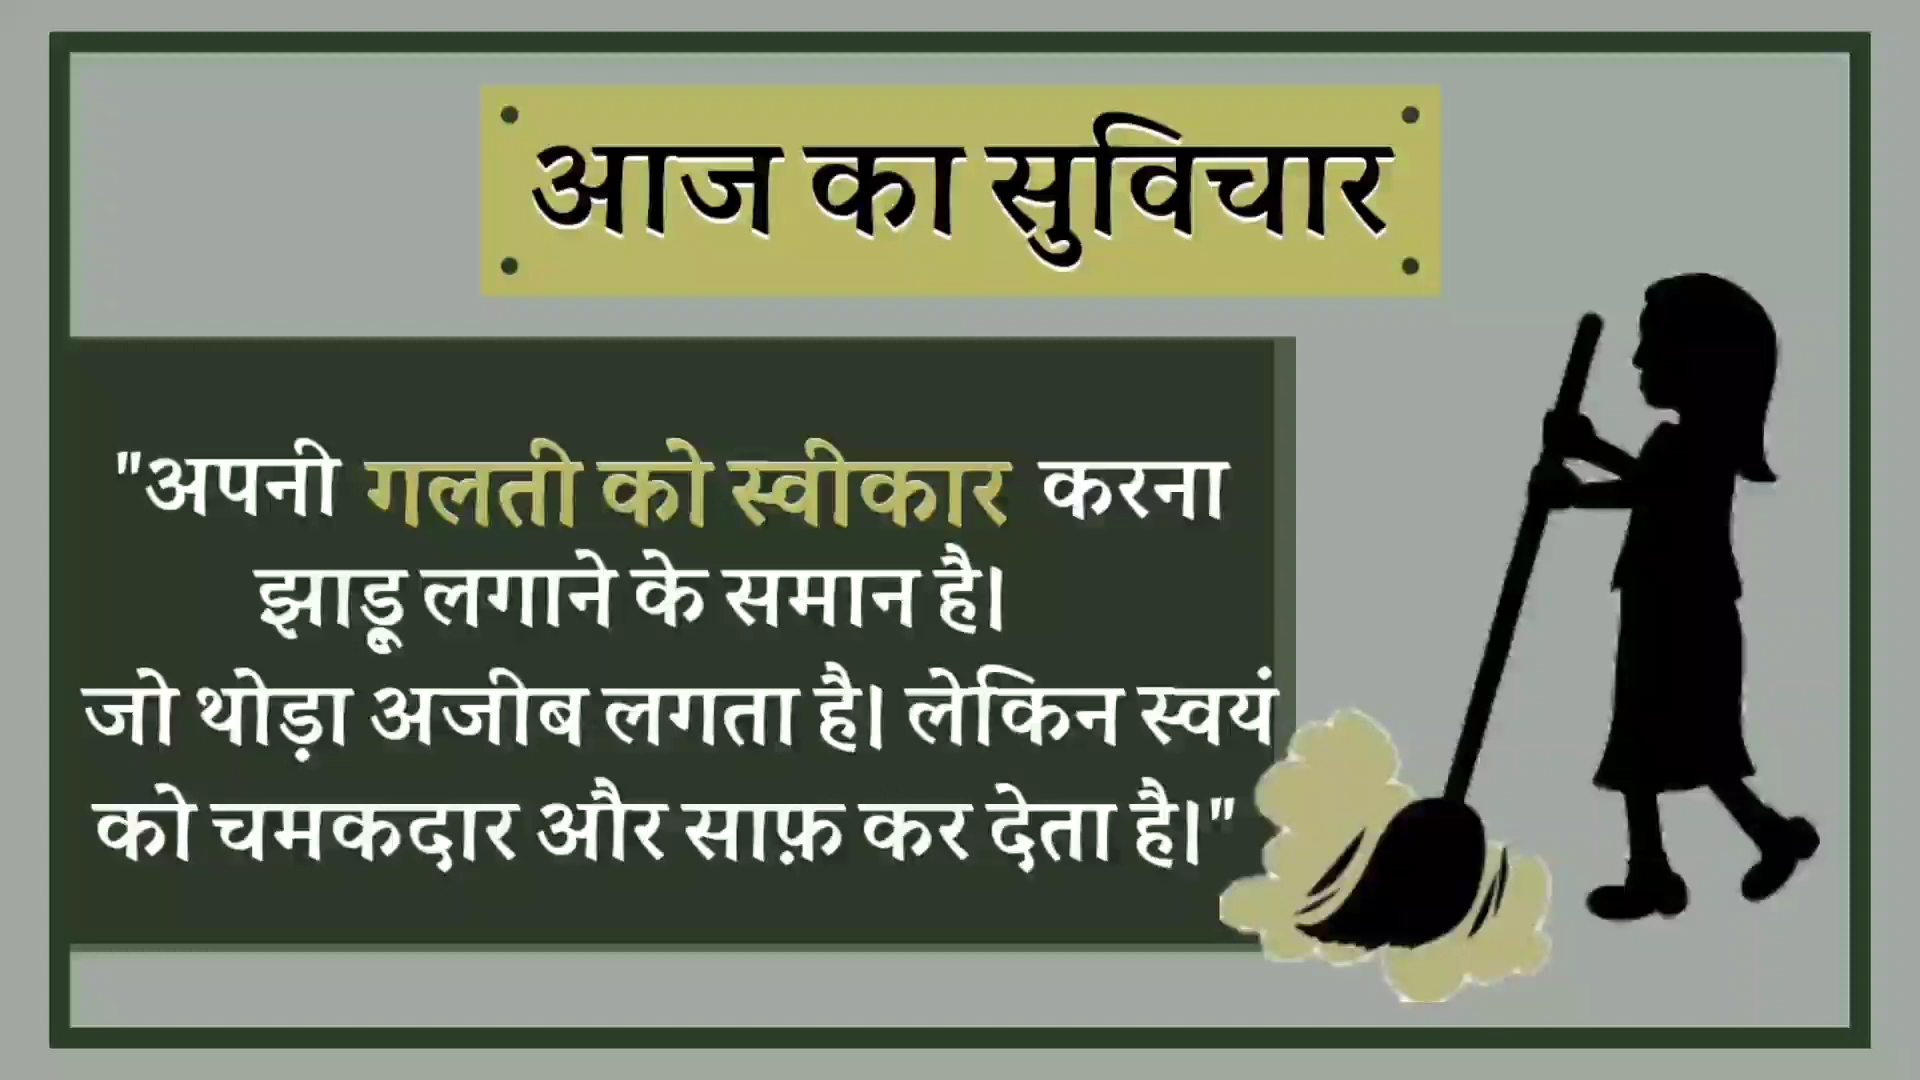 आज का सुविचार
"अपनी गलती को स्वीकार करना
झाड़ू लगाने के समान है।
जो थोड़ा अजीब लगता है। लेकिन स्वयं
को चमकदार और साफ़ कर देता है।"